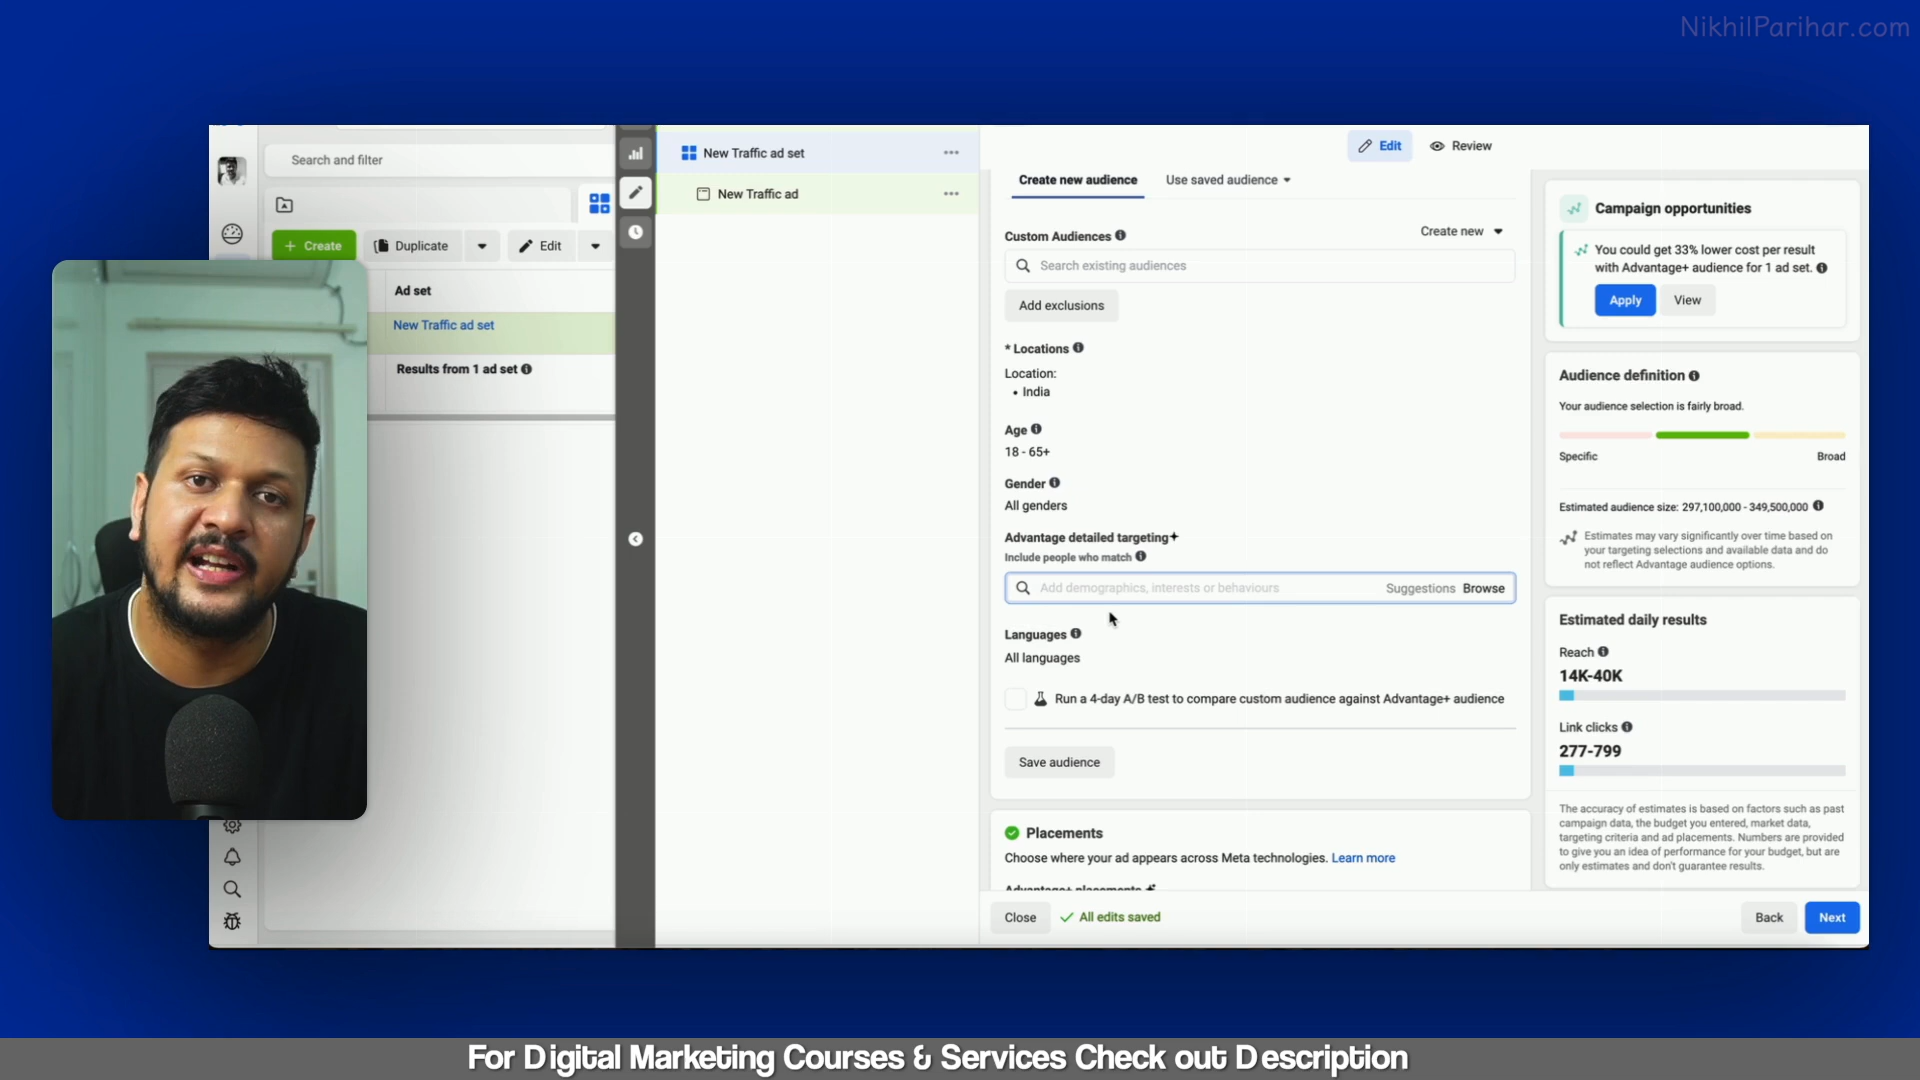 NikhilParihar.com
Search and filter
Create
Duplicate
Edit
Ad set
New Traffic ad set
Results from 1 ad set
New Traffic ad set
New Traffic ad
Edit
Review
Create new audience
Use saved audience
Custom Audiences
Create new
Search existing audiences
Add exclusions
* Locations
Location:
• India
Age
18 - 65+
Gender
All genders
Advantage detailed targeting+
Include people who match
Add demographics, interests or behaviours
Suggestions
Browse
Languages
All languages
Run a 4-day A/B test to compare custom audience against Advantage+ audience
Save audience
Placements
Choose where your ad appears across Meta technologies. Learn more
Advantage+ placements
Close
All edits saved
Back
Next
Campaign opportunities
You could get 33% lower cost per result
with Advantage+ audience for 1 ad set.
Apply
View
Audience definition
Your audience selection is fairly broad.
Specific
Broad
Estimated audience size: 297,100,000 - 349,500,000
Estimates may vary significantly over time based on
your targeting selections and available data and do
not reflect Advantage audience options.
Estimated daily results
Reach
14K-40K
Link clicks
277-799
The accuracy of estimates is based on factors such as past
campaign data, the budget you entered, market data,
targeting criteria and ad placements. Numbers are provided
to give you an idea of performance for your budget, but are
only estimates and don't guarantee results.
For Digital Marketing Courses & Services Check out Description